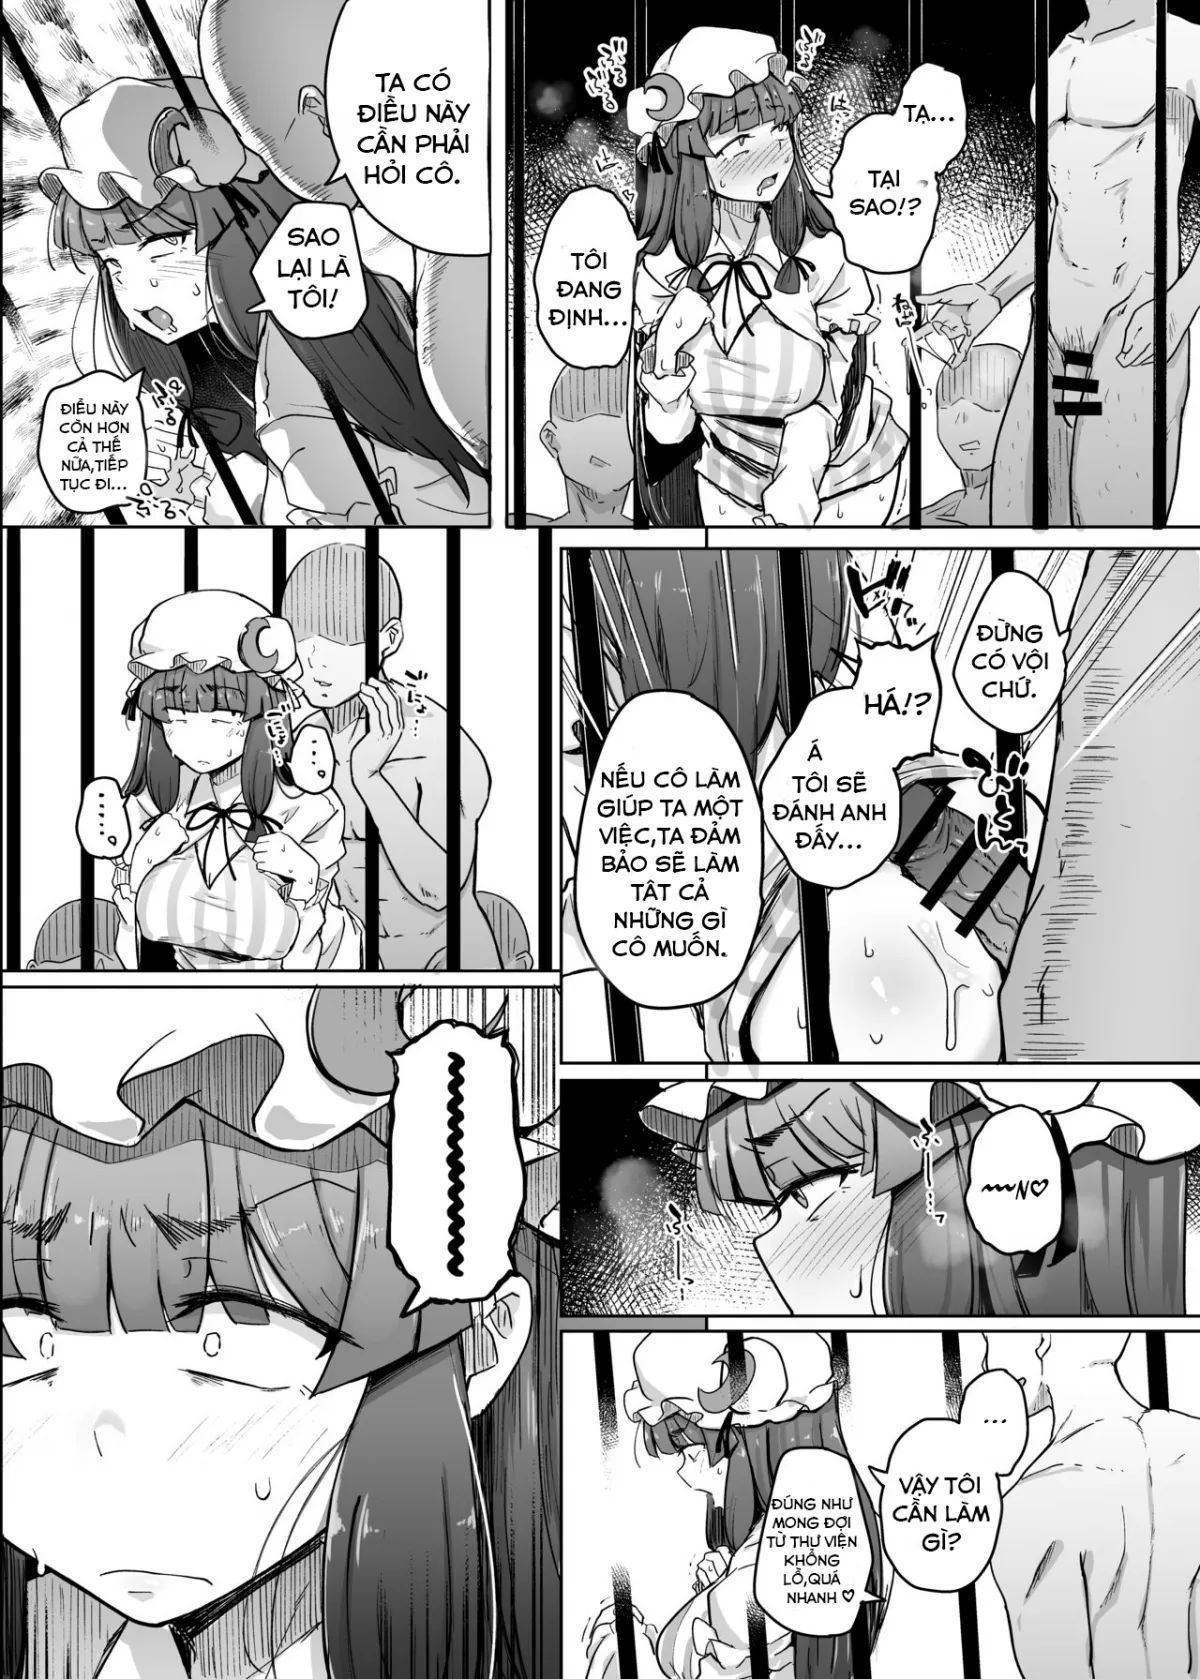 TẠ...
TẠI
SAO!?
TÔI
ĐANG
ĐỊNH...
TA CÓ
ĐIỀU NÀY
CẦN PHẢI
HỎI CÔ.
SAO
LẠI LÀ
TÔI!
ĐIỀU NÀY
CÒN HƠN
CẢ THẾ
NỮA,TIẾP
TỤC ĐI...
ĐỪNG
CÓ VỘI
CHỨ.
HÁ!?
Á
TÔI SẼ
ĐÁNH ANH
ĐẤY...
NẾU CÔ LÀM
GIÚP TA MỘT
VIỆC,TA ĐẢM
BẢO SẼ LÀM
TÂT CẢ
NHỮNG GÌ
CÔ MUỐN.
...
VẬY TÔI
CẦN LÀM
GÌ?
ĐÚNG NHƯ
MONG ĐỢI
TỪ THƯ VIỆN
KHỔNG
LỒ,QUÁ
NHANH ♡